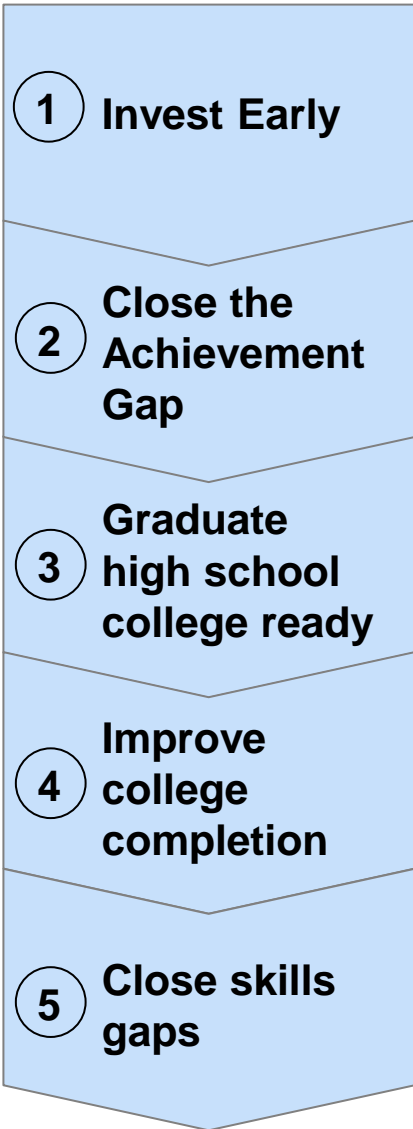 1 Invest Early
2 Close the
Achievement
Gap
3 Graduate
high school
college ready
4 Improve
college
completion
5 Close skills
gaps